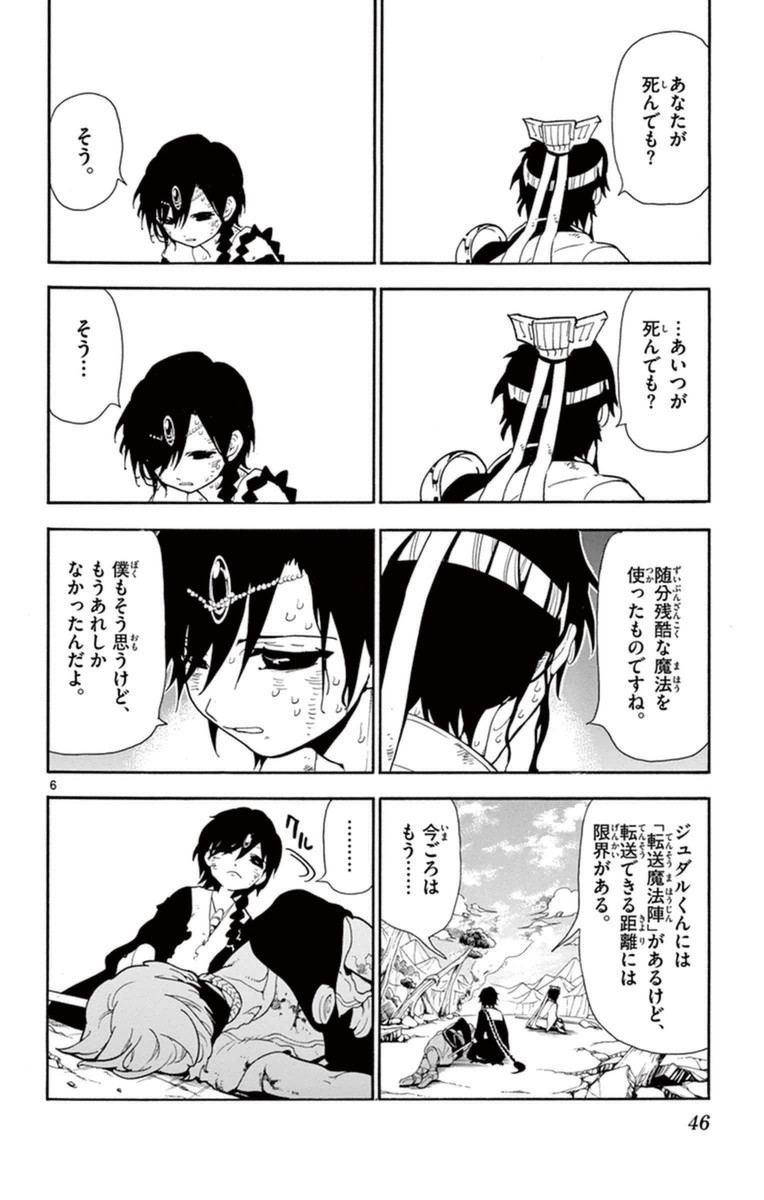 あなたが
死んでも?
そう。
…あいつが
死んでも?
そう…
随分残酷な魔法を
使ったものですね。
僕もそう思うけど、
もうあれしか
なかったんだよ。
ジュダルくんには
「転送魔法陣」があるけど、
転送できる距離には
限界がある。
今ごろは
もう……
………
クル
6
46